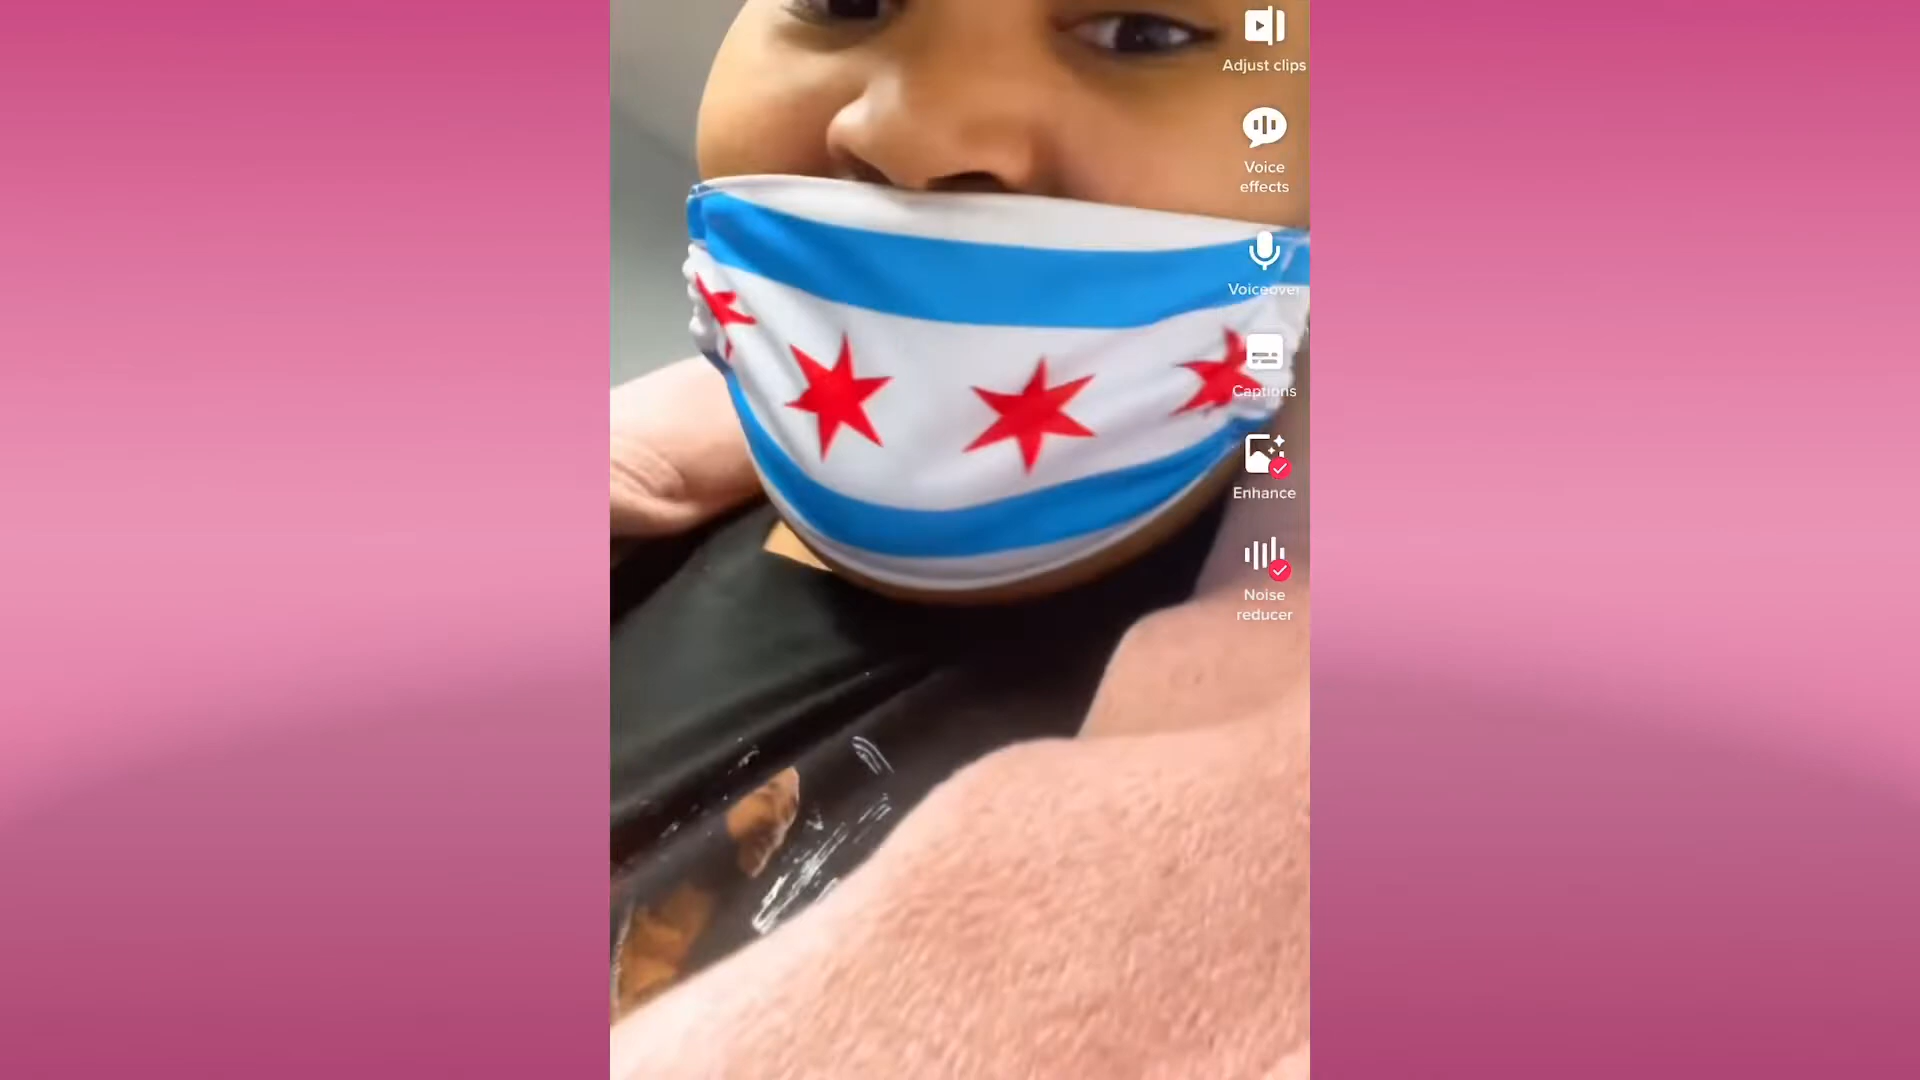 Adjust clips
Voice
effects
Voiceover
Captions
Enhance
Noise
reducer